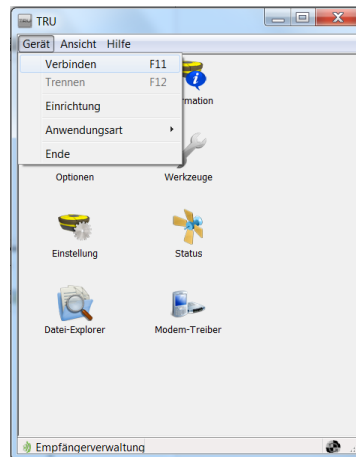 TRU
Gerät Ansicht Hilfe
Verbinden F11
Trennen F12
Einrichtung
Anwendungsart
Ende
mation
Optionen Werkzeuge
Einstellung Status
Datei-Explorer Modem-Treiber
Empfängerverwaltung